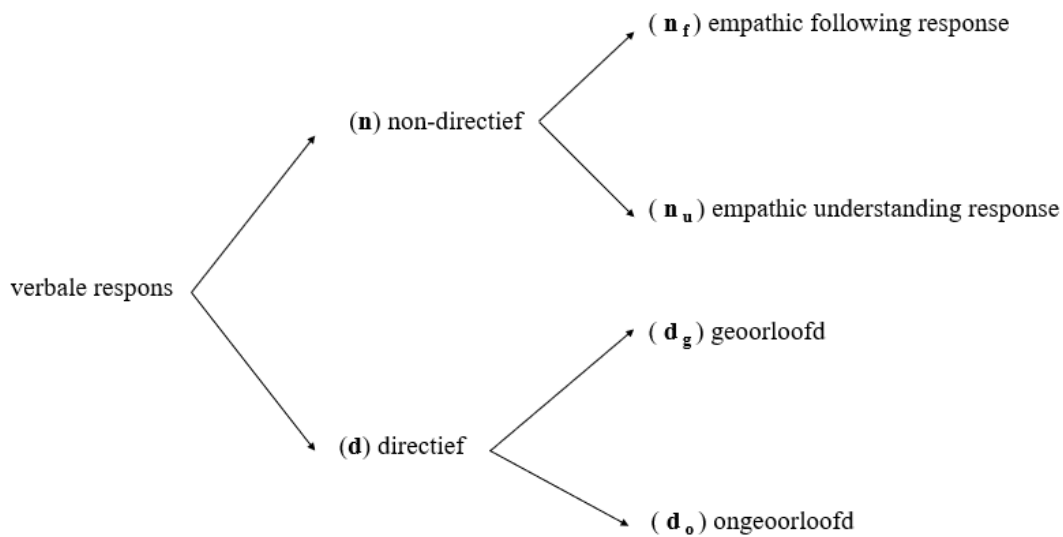 ( n f ) empathic following response
(n) non-directief
( n u ) empathic understanding response
verbale respons
( d g ) geoorloofd
(d) directief
( d o ) ongeoorloofd